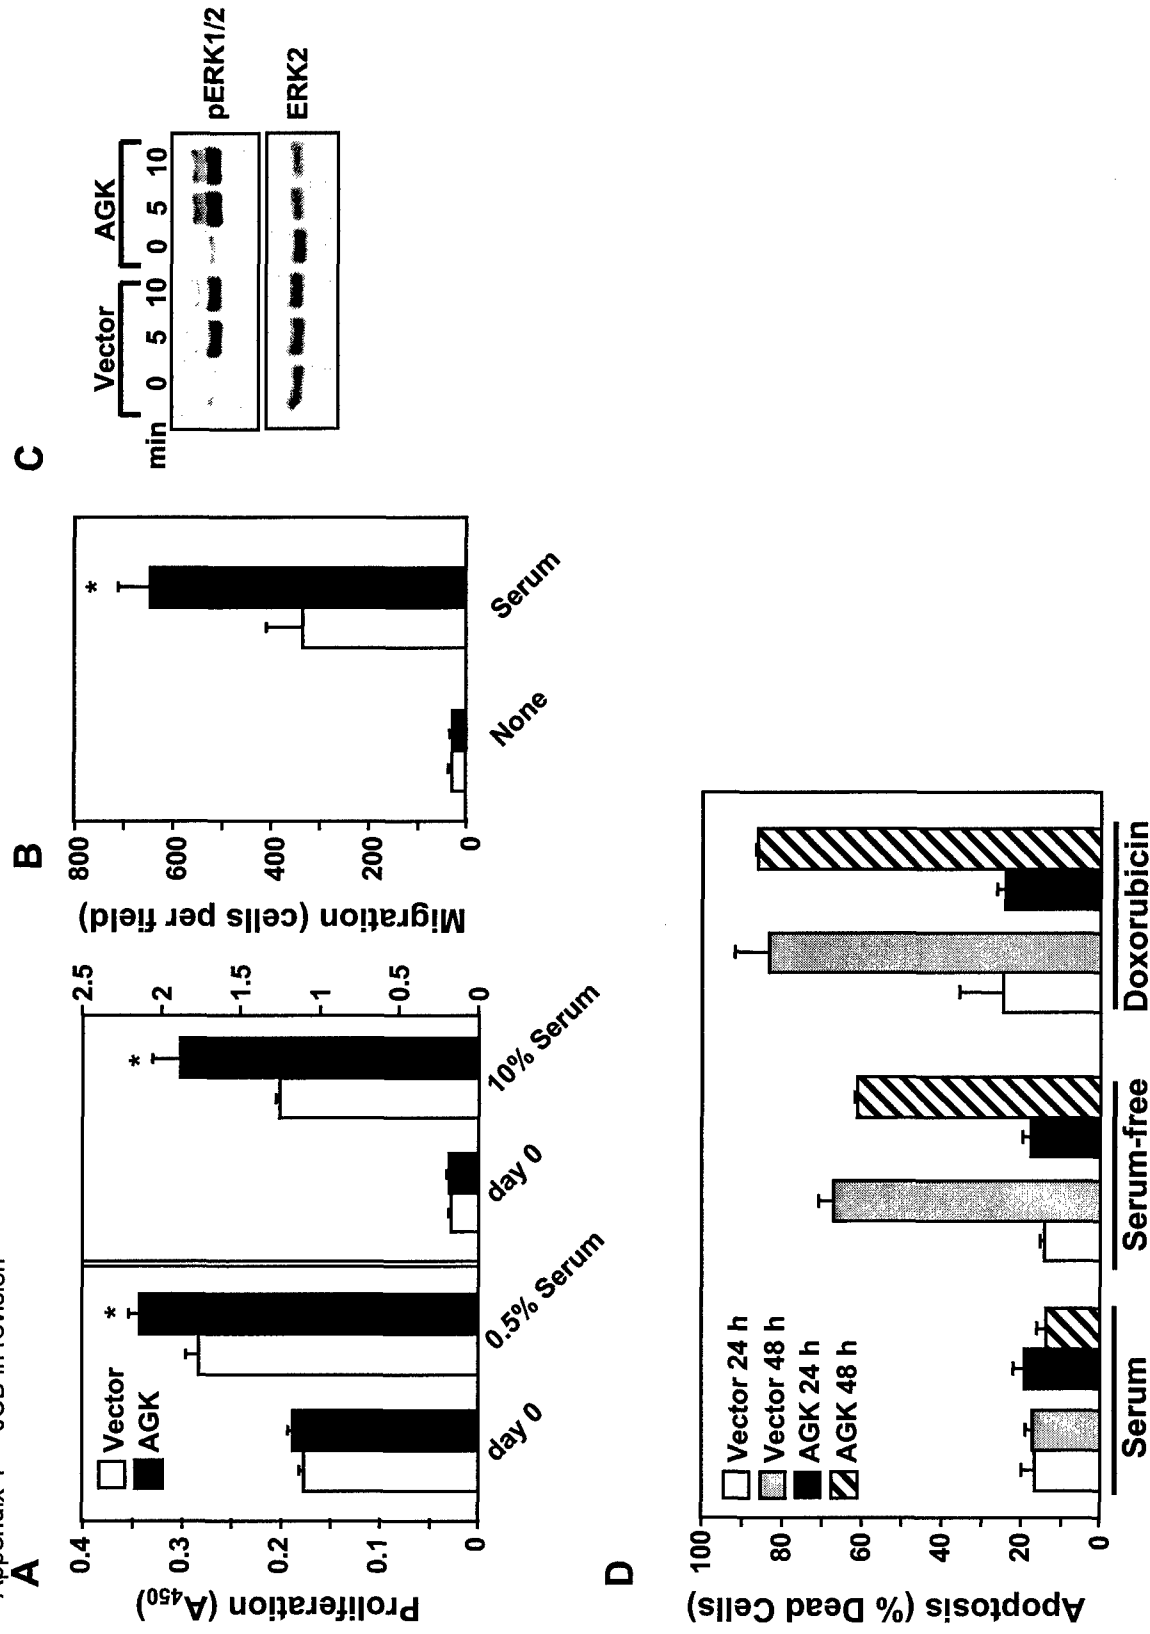 A
Proliferation (A450)
0.4
0.3
0.2
0.1
0
Vector
AGK
*
*
2.5
2
1.5
1
0.5
0
day 0
0.5% Serum
day 0
10% Serum
B
Migration (cells per field)
800
600
400
200
0
*
None
Serum
C
Vector
AGK
min 0 5 10 0 5 10
pERK1/2
ERK2
D
Apoptosis (% Dead Cells)
100
80
60
40
20
0
Vector 24 h
Vector 48 h
AGK 24 h
AGK 48 h
Serum
Serum-free
Doxorubicin